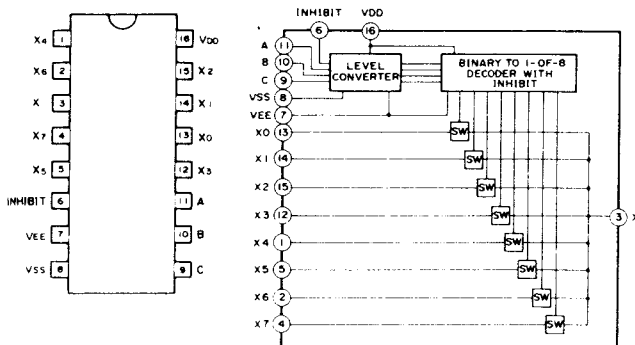 X4 1 16 VDD
X6 2 15 X2
X 3 14 X1
X7 4 13 X0
X5 5 12 X3
INHIBIT 6 11 A
VEE 7 10 B
VSS 8 9 C
INHIBIT VDD
6 16
A 11
B 10
C 9
VSS 8
VEE 7
LEVEL
CONVERTER
BINARY TO 1-OF-8
DECODER WITH
INHIBIT
X0 13 SW
X1 14 SW
X2 15 SW
X3 12 SW 3 X
X4 1 SW
X5 5 SW
X6 2 SW
X7 4 SW